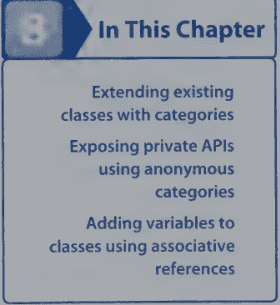 8
In This Chapter
Extending existing
classes with categories
Exposing private APIs
using anonymous
categories
Adding variables to
classes using associative
references